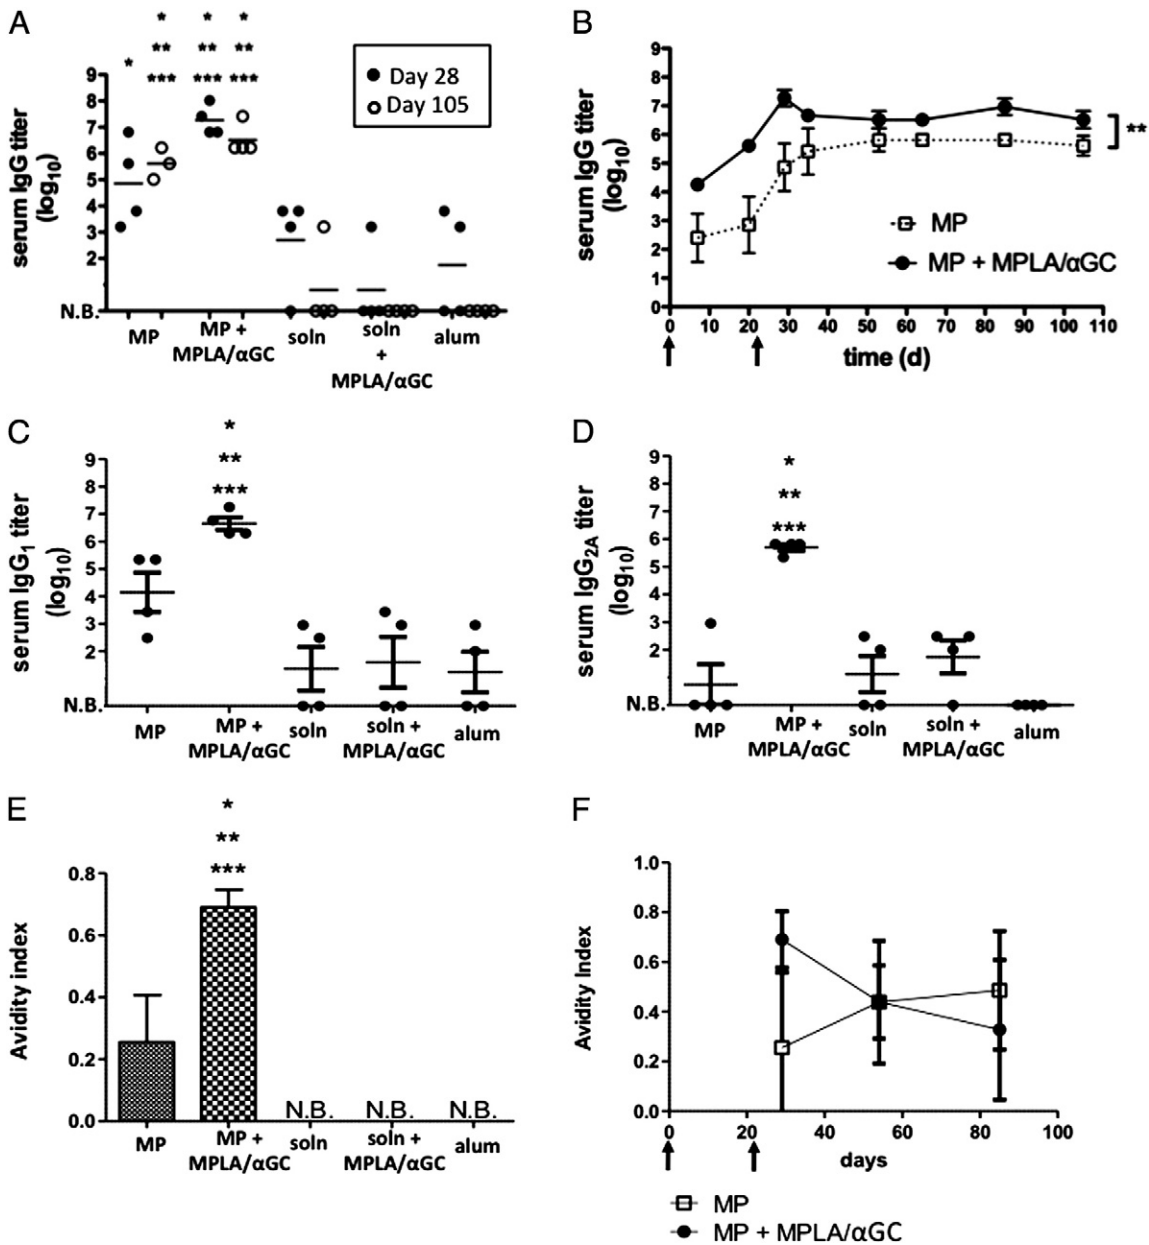 A
* * *
** ** **
* *** *** ***
serum IgG titer
(log10)
9
8
7
6
5
4
3
2
N.B.
Day 28
Day 105
MP
MP +
MPLA/αGC
soln
soln
+
MPLA/αGC
alum
B
serum IgG titer
(log10)
9
8
7
6
5
4
3
2
1
0
**
MP
MP + MPLA/αGC
0 10 20 30 40 50 60 70 80 90 100 110
time (d)
C
*
**
***
serum IgG1 titer
(log10)
9
8
7
6
5
4
3
2
N.B.
MP
MP +
MPLA/αGC
soln
soln +
MPLA/αGC
alum
D
*
**
***
serum IgG2A titer
(log10)
9
8
7
6
5
4
3
2
N.B.
MP
MP +
MPLA/αGC
soln
soln +
MPLA/αGC
alum
E
*
**
***
Avidity index
0.8
0.6
0.4
0.2
0.0
N.B. N.B. N.B.
MP
MP +
MPLA/αGC
soln
soln +
MPLA/αGC
alum
F
Avidity Index
1.0
0.8
0.6
0.4
0.2
0.0
0 20 40 60 80 100
days
MP
MP + MPLA/αGC